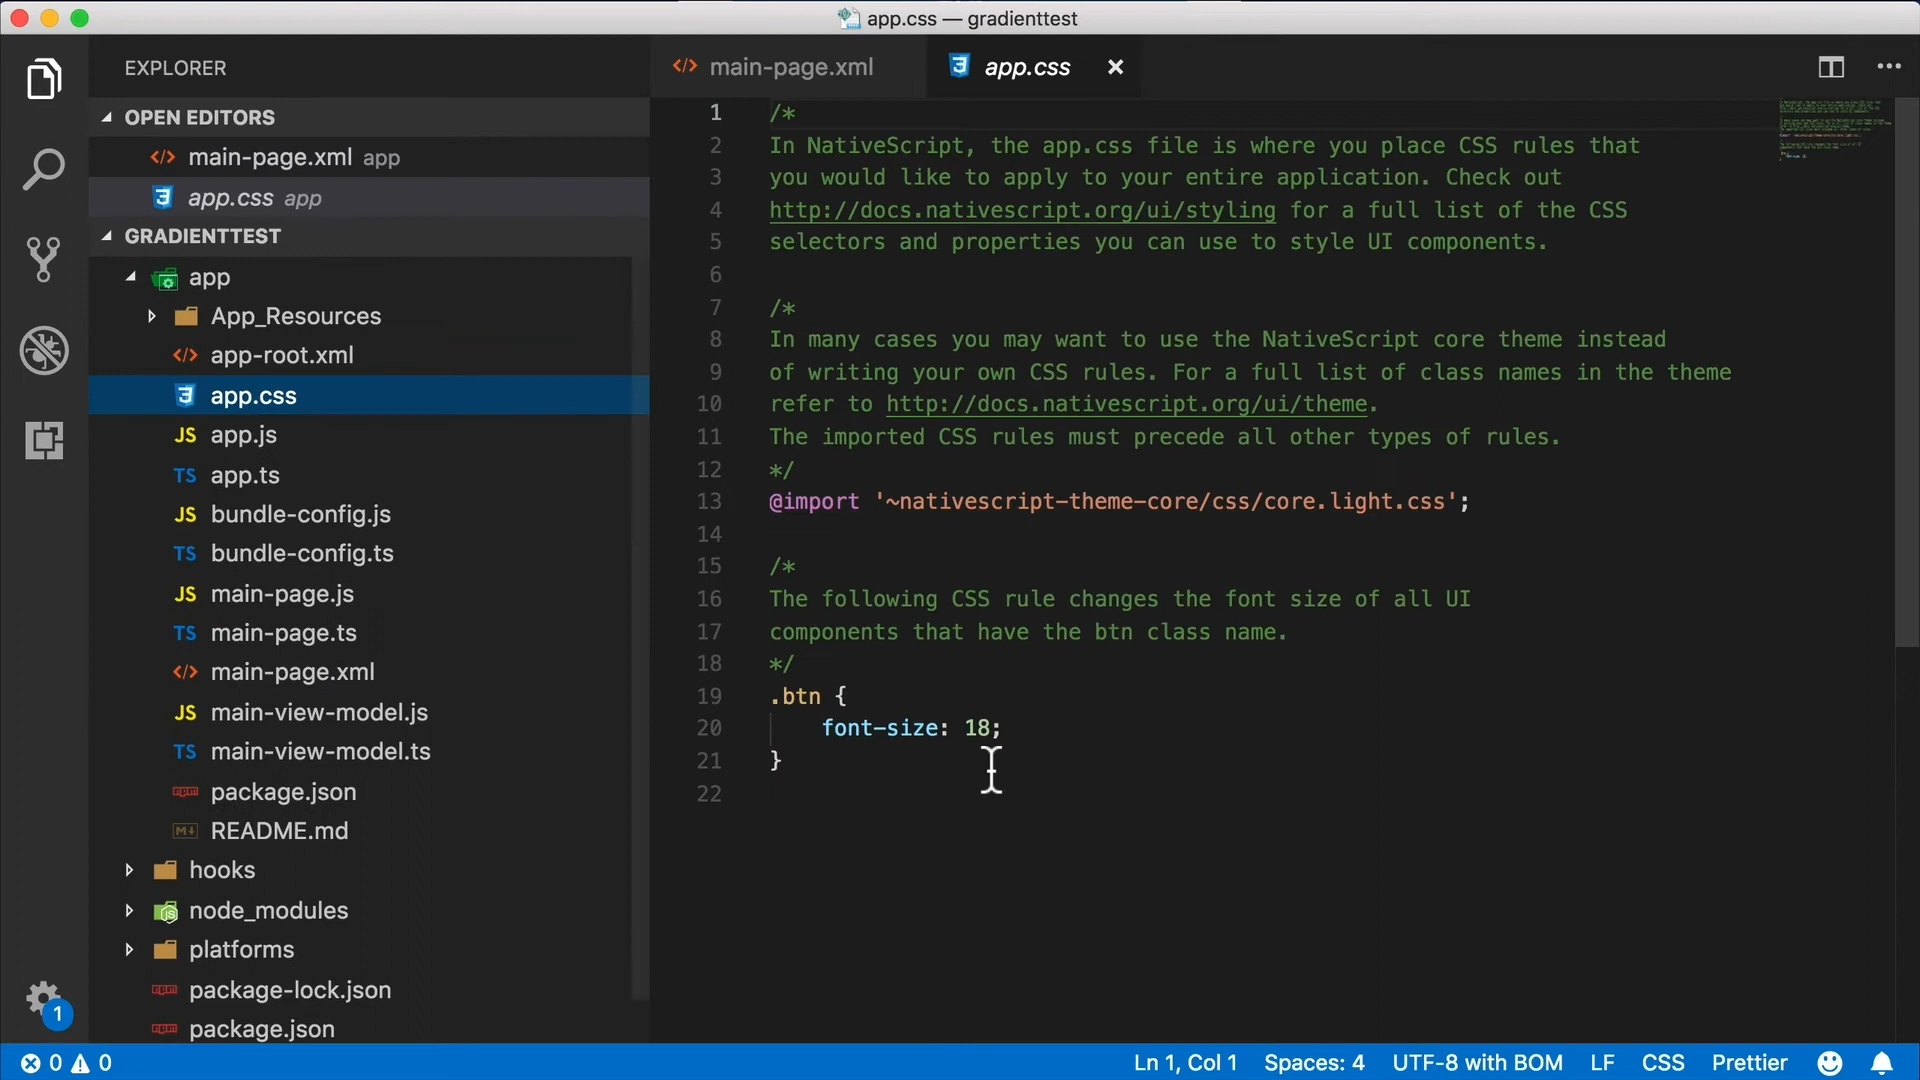 app.css — gradienttest
EXPLORER
OPEN EDITORS
main-page.xml app
app.css app
GRADIENTTEST
app
App_Resources
app-root.xml
app.css
JS app.js
TS app.ts
JS bundle-config.js
TS bundle-config.ts
JS main-page.js
TS main-page.ts
main-page.xml
JS main-view-model.js
TS main-view-model.ts
package.json
README.md
hooks
node_modules
platforms
package-lock.json
package.json
1
main-page.xml
app.css
1 /*
2 In NativeScript, the app.css file is where you place CSS rules that
3 you would like to apply to your entire application. Check out
4 http://docs.nativescript.org/ui/styling for a full list of the CSS
5 selectors and properties you can use to style UI components.
6
7 /*
8 In many cases you may want to use the NativeScript core theme instead
9 of writing your own CSS rules. For a full list of class names in the theme
10 refer to http://docs.nativescript.org/ui/theme.
11 The imported CSS rules must precede all other types of rules.
12 */
13 @import '~nativescript-theme-core/css/core.light.css';
14
15 /*
16 The following CSS rule changes the font size of all UI
17 components that have the btn class name.
18 */
19 .btn {
20 font-size: 18;
21 }
22
0 0
Ln 1, Col 1 Spaces: 4 UTF-8 with BOM LF CSS Prettier